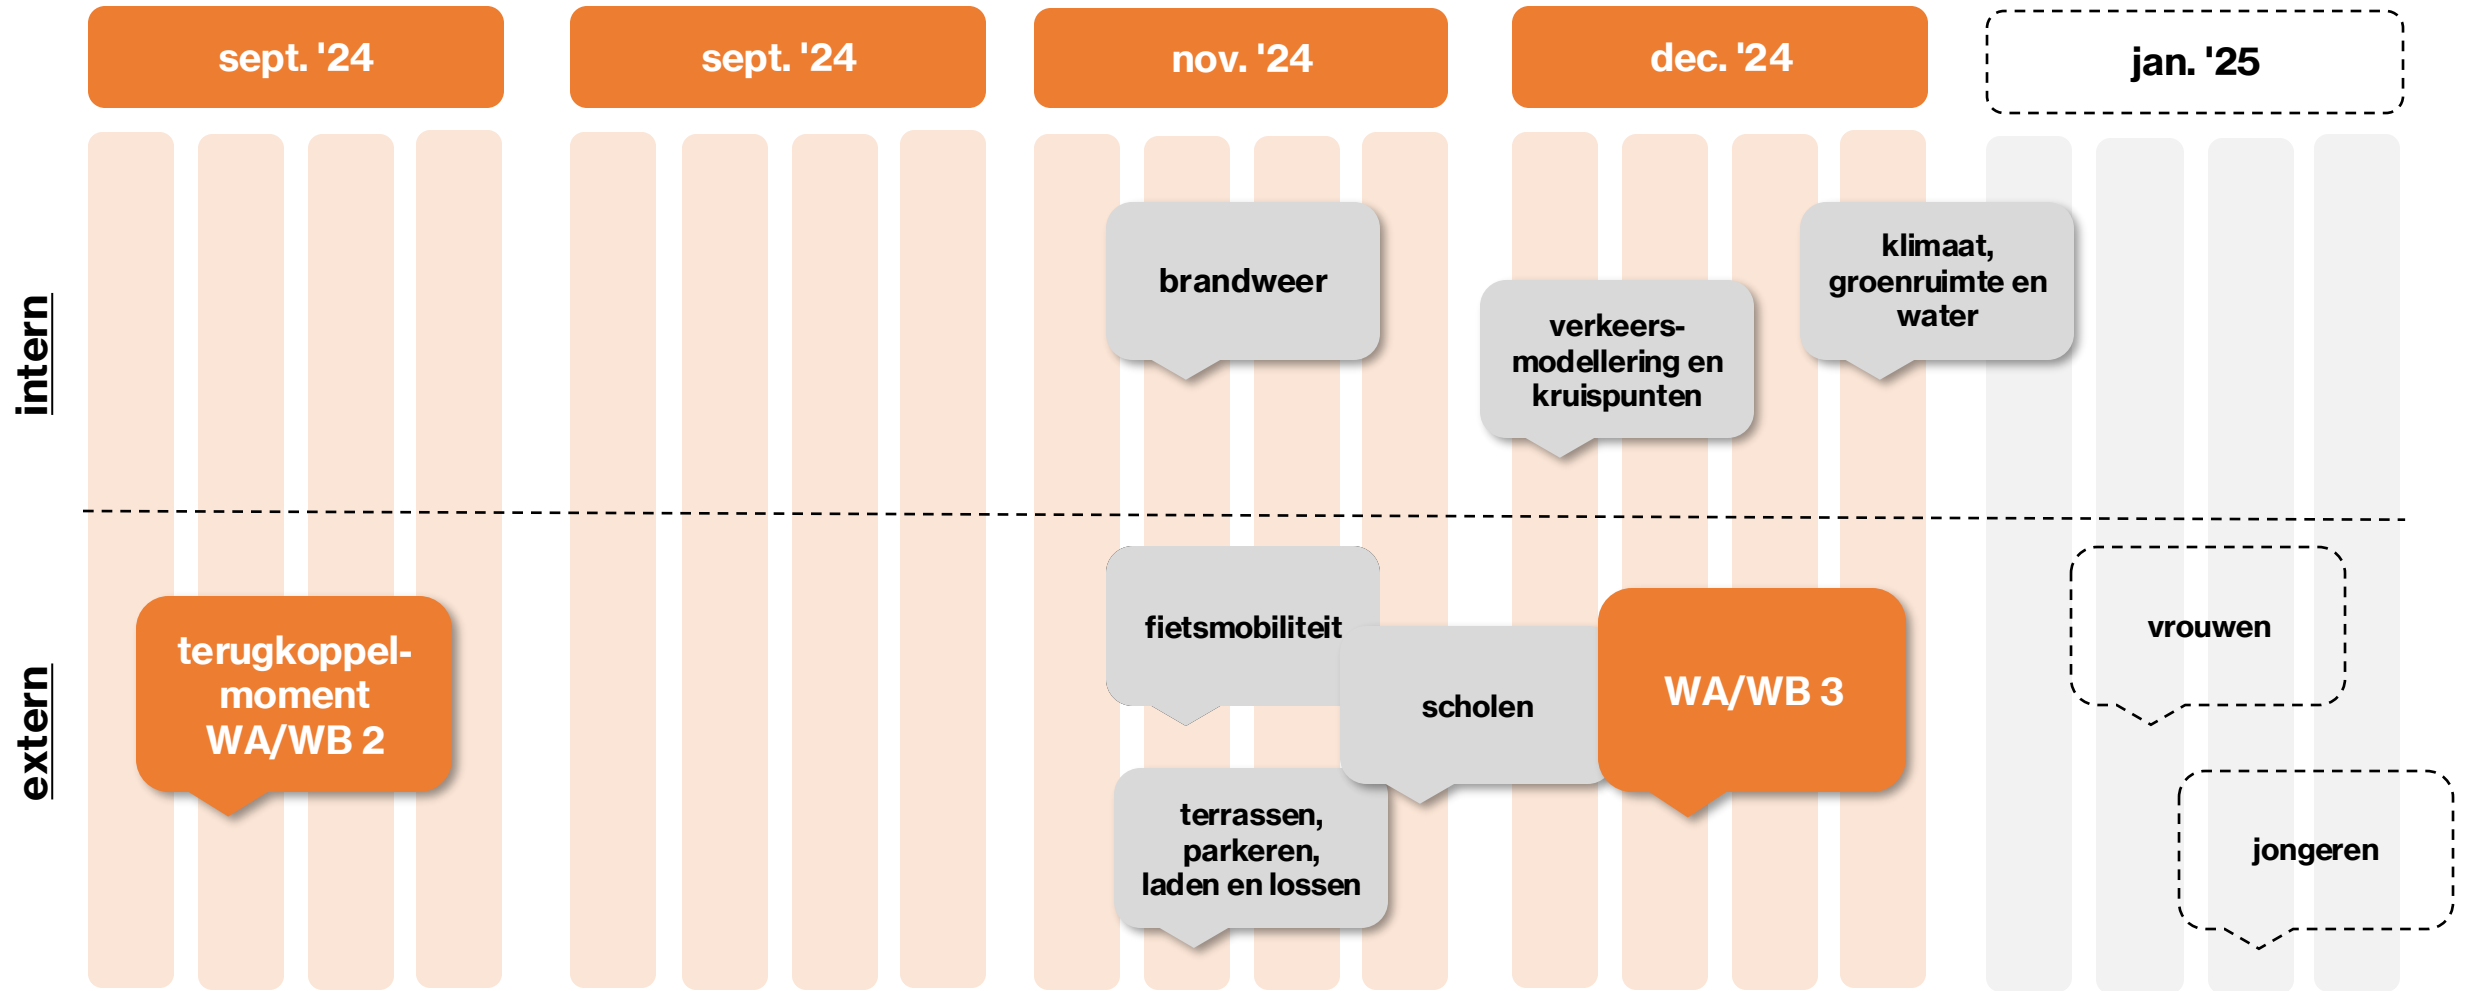 sept. '24
sept. '24
nov. '24
dec. '24
jan. '25
intern
brandweer
verkeers-
modellering en
kruispunten
klimaat,
groenruimte en
water
extern
terugkoppel-
moment
WA/WB 2
fietsmobiliteit
terrassen,
parkeren,
laden en lossen
scholen
WA/WB 3
vrouwen
jongeren